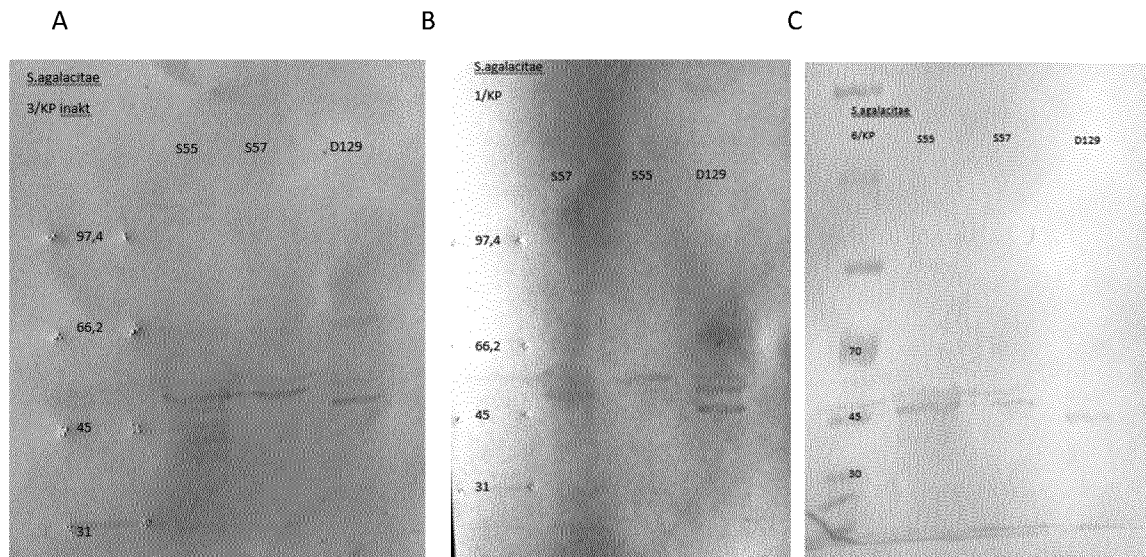 A
B
C
S.agalacitae
3/KP inakt
S55 S57 D129
97,4
66,2
45
31
S.agalacitae
1/KP
S57 S55 D129
97,4
66,2
45
31
S.agalacitae
6/KP S55 S57 D129
70
45
30